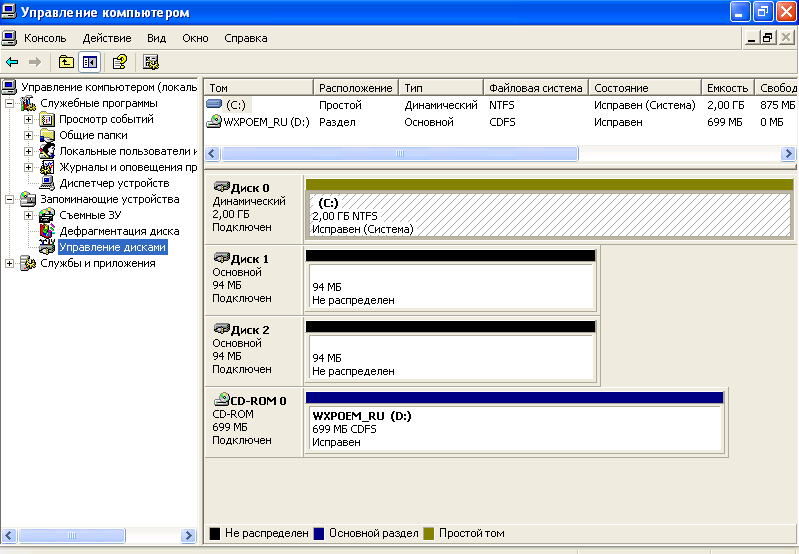 Управление компьютером
Консоль Действие Вид Окно Справка
Управление компьютером (локаль
Служебные программы
Просмотр событий
Общие папки
Локальные пользователи и
Журналы и оповещения пр
Диспетчер устройств
Запоминающие устройства
Съемные ЗУ
Дефрагментация диска
Управление дисками
Службы и приложения
Том Расположение Тип Файловая система Состояние Емкость Свобод
(C:) Простой Динамический NTFS Исправен (Система) 2,00 ГБ 875 МБ
WXPOEM_RU (D:) Раздел Основной CDFS Исправен 699 МБ 0 МБ
Диск 0
Динамический
2,00 ГБ
Подключен
(C:)
2,00 ГБ NTFS
Исправен (Система)
Диск 1
Основной
94 МБ
Подключен
94 МБ
Не распределен
Диск 2
Основной
94 МБ
Подключен
94 МБ
Не распределен
CD-ROM 0
CD-ROM
699 МБ
Подключен
WXPOEM_RU (D:)
699 МБ CDFS
Исправен
Не распределен Основной раздел Простой том